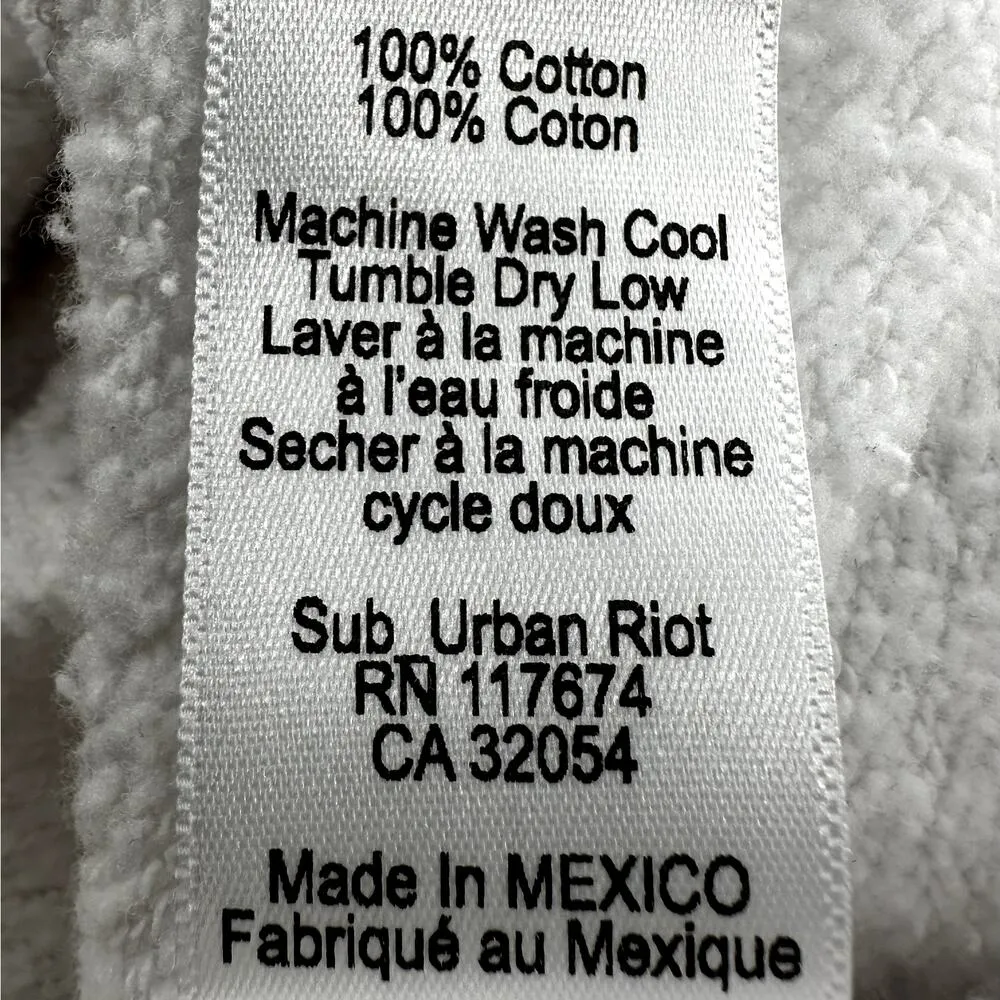 100% Cotton
100% Coton
Machine Wash Cool
Tumble Dry Low
Laver à la machine
à l'eau froide
Secher à la machine
cycle doux
Sub_Urban Riot
RN 117674
CA 32054
Made In MEXICO
Fabriqué au Mexique